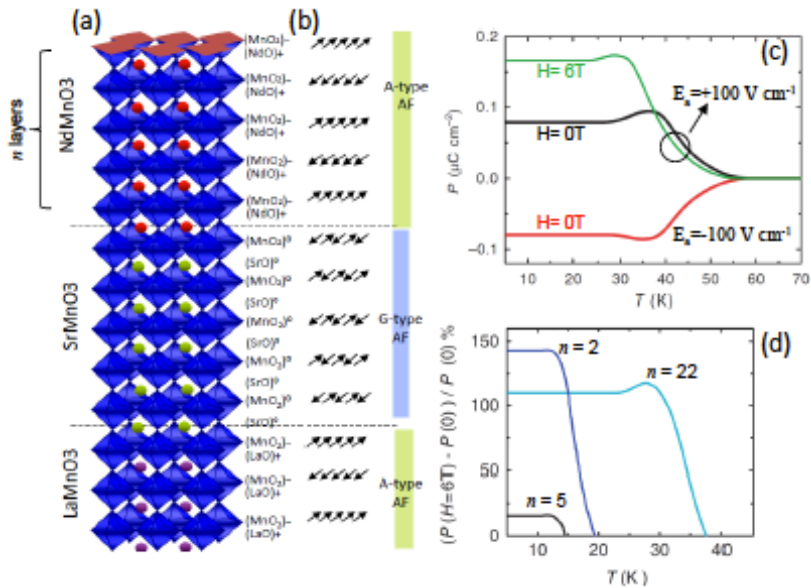 (a)
(b)
n layers
NdMnO3
SrMnO3
LaMnO3
(MnO₂)-
(NdO)+
(MnO₂)-
(NdO)+
(MnO₂)-
(NdO)+
(MnO₂)-
(NdO)+
(MnO₂)-
(NdO)+
(MnO₂)⁰
(SrO)⁰
(MnO₂)⁰
(SrO)⁰
(MnO₂)⁰
(SrO)⁰
(MnO₂)⁰
(SrO)⁰
(MnO₂)⁰
(SrO)⁰
(MnO₂)-
(LaO)+
(MnO₂)-
(LaO)+
(MnO₂)-
(LaO)+
A-type
AF
G-type
AF
A-type
AF
(c)
P (μC cm⁻²)
0.2
0.1
0.0
-0.1
H= 6T
H= 0T
H= 0T
Eₐ=+100 V cm⁻¹
Eₐ=-100 V cm⁻¹
10 20 30 40 50 60 70
T (K)
(d)
(P (H=6T) - P (0)) / P (0) %
150
100
50
0
n = 2
n = 22
n = 5
10 20 30 40
T (K)